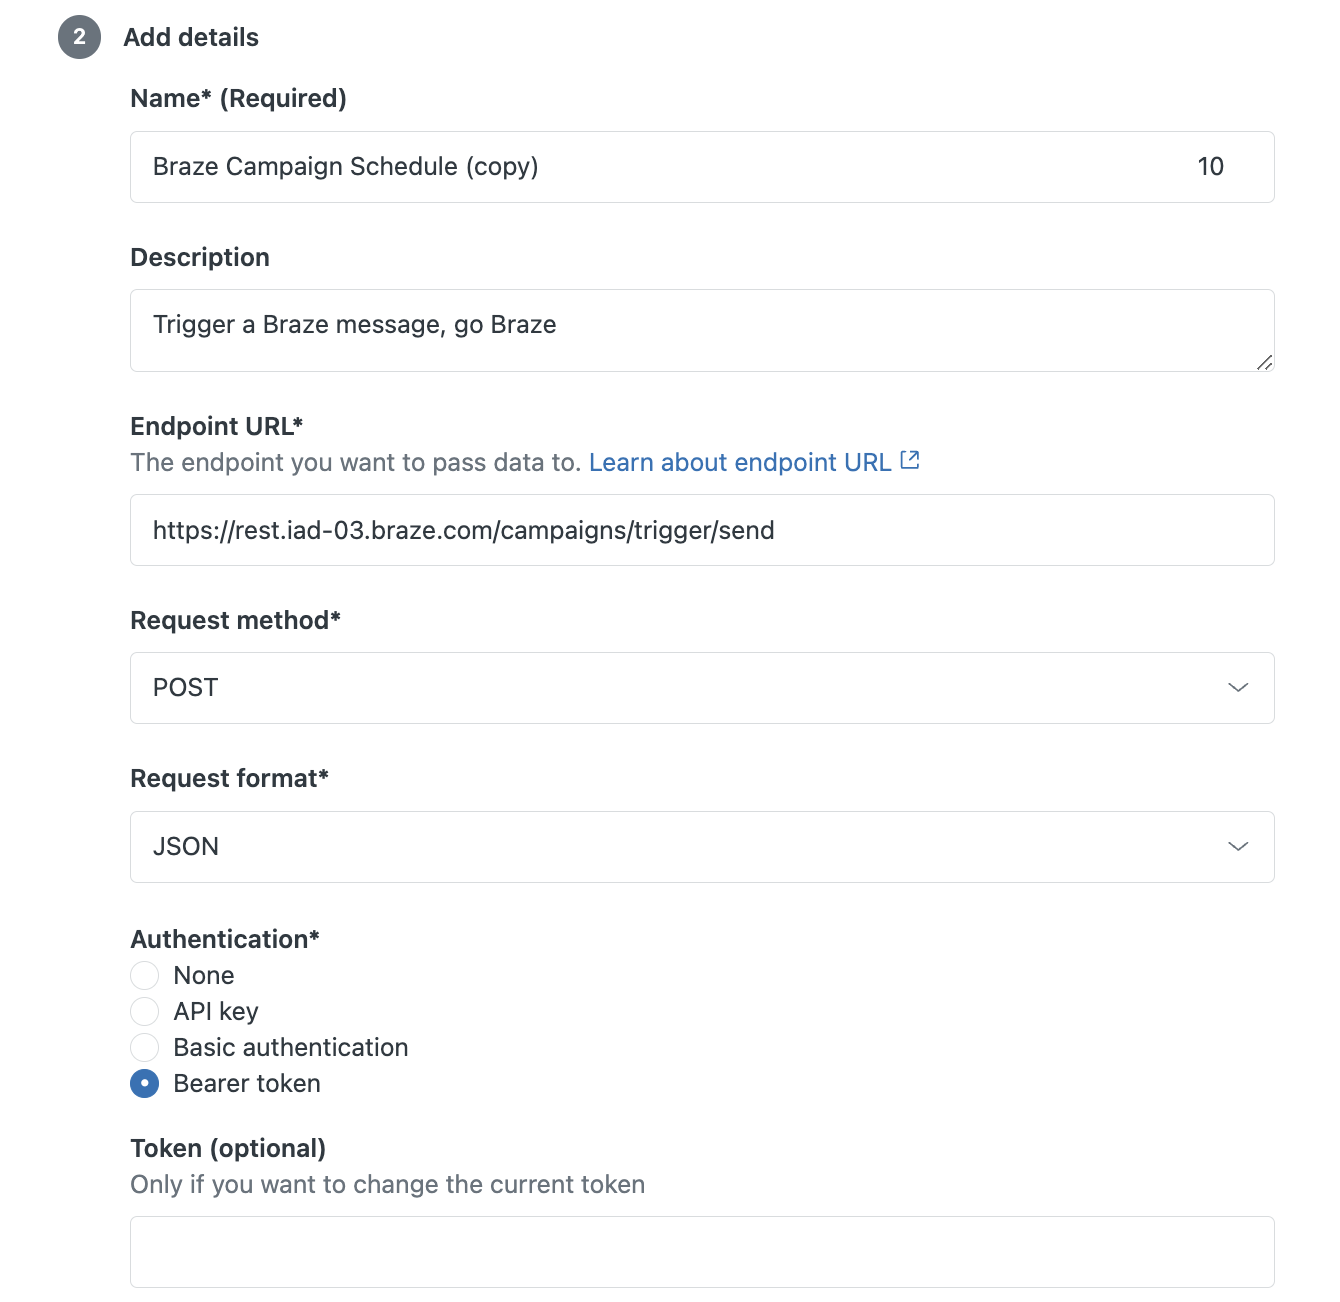 2 Add details
Name* (Required)
Braze Campaign Schedule (copy) 10
Description
Trigger a Braze message, go Braze
Endpoint URL*
The endpoint you want to pass data to. Learn about endpoint URL
https://rest.iad-03.braze.com/campaigns/trigger/send
Request method*
POST
Request format*
JSON
Authentication*
None
API key
Basic authentication
Bearer token
Token (optional)
Only if you want to change the current token